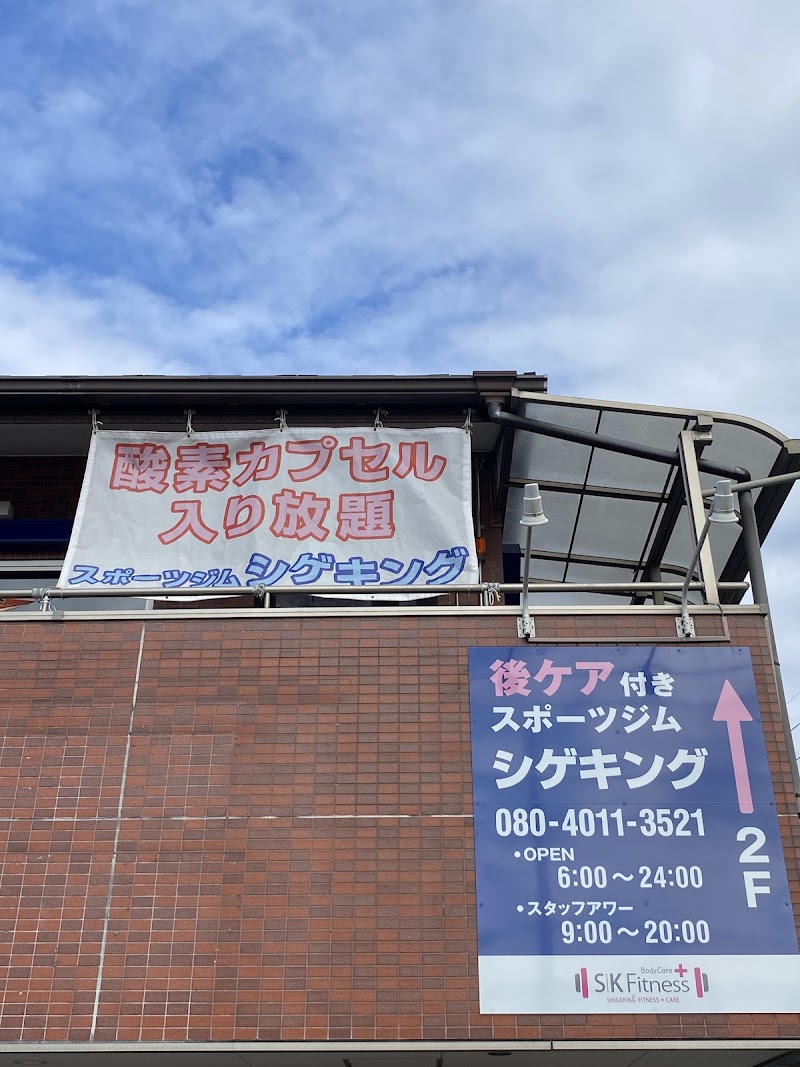 酸素カプセル
入り放題
スポーツジム シゲキング
後ケア付き
スポーツジム
シゲキング
080-4011-3521
•OPEN
6:00～24:00
•スタッフアワー
9:00～20:00
2F
BodyCare
S|K Fitness
SHIGEKING FITNESS + CARE